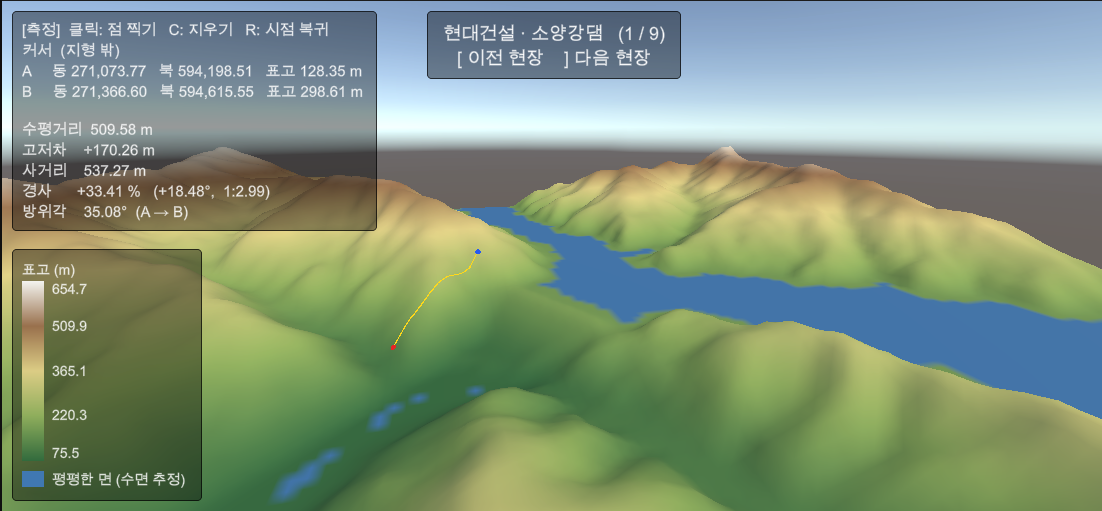 [측정]  클릭: 점 찍기   C: 지우기   R: 시점 복귀
커서  (지형 밖)
A     동 271,073.77   북 594,198.51   표고 128.35 m
B     동 271,366.60   북 594,615.55   표고 298.61 m
수평거리  509.58 m
고저차    +170.26 m
사거리    537.27 m
경사      +33.41 %   (+18.48°,  1:2.99)
방위각    35.08°  (A → B)
현대건설 · 소양강댐   (1 / 9)
[ 이전 현장    ] 다음 현장
표고 (m)
654.7
509.9
365.1
220.3
75.5
평평한 면 (수면 추정)